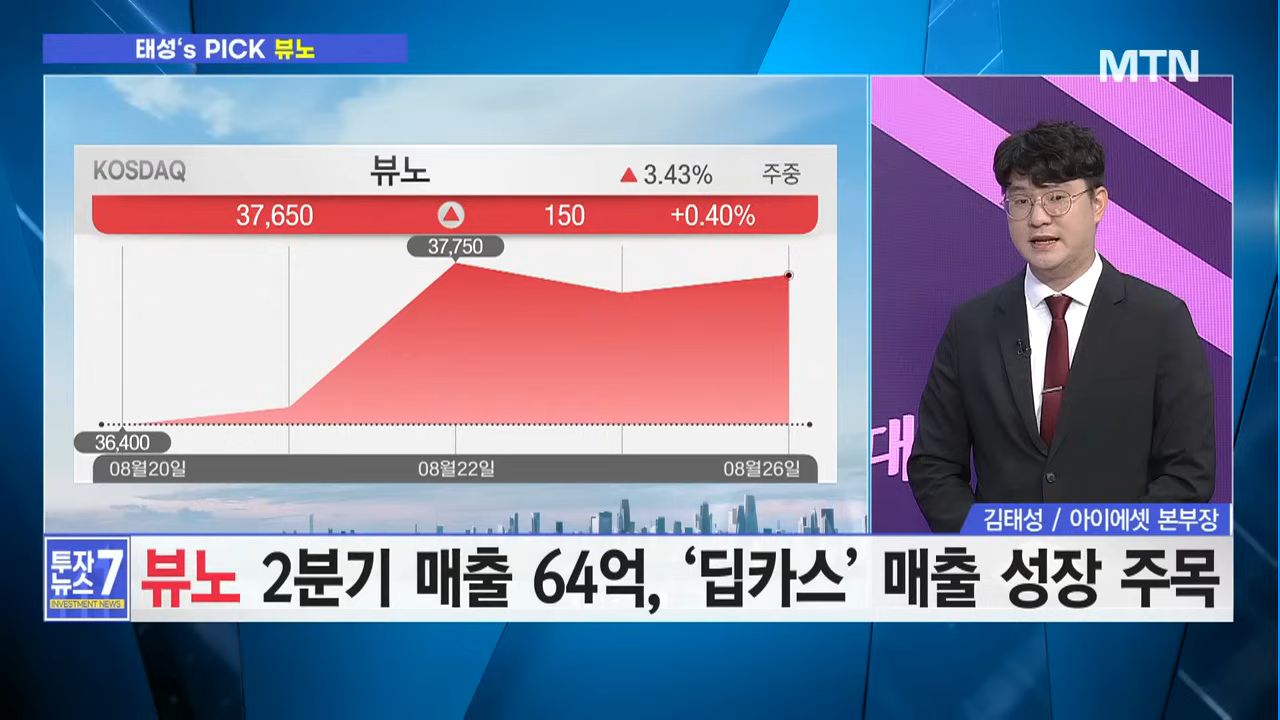 태성‘s PICK 뷰노
MTN
KOSDAQ 뷰노 ▲3.43% 주중
37,650 ▲ 150 +0.40%
37,750
36,400
08월20일 08월22일 08월26일
대
김태성 / 아이에셋 본부장
투자
뉴스 7
INVESTMENT NEWS
뷰노 2분기 매출 64억, ‘딥카스’ 매출 성장 주목